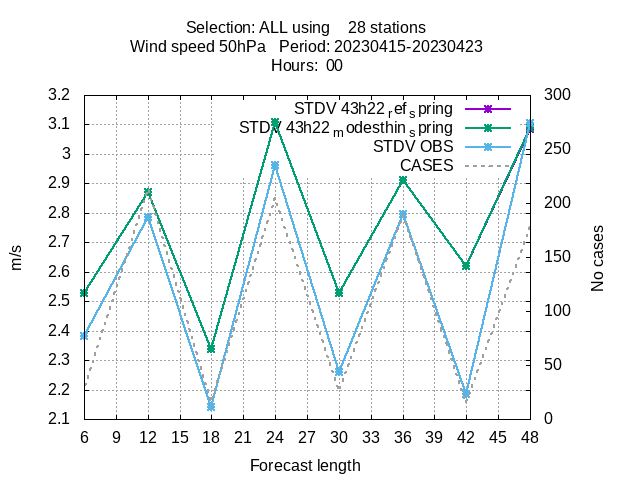 Selection: ALL using    28 stations
Wind speed 50hPa   Period: 20230415-20230423
Hours:  00
STDV 43h22_ref_spring
STDV 43h22_modesthin_spring
STDV OBS
CASES
3.2
3.1
3
2.9
2.8
2.7
2.6
2.5
2.4
2.3
2.2
2.1
m/s
300
250
200
150
100
50
0
No cases
6 9 12 15 18 21 24 27 30 33 36 39 42 45 48
Forecast length